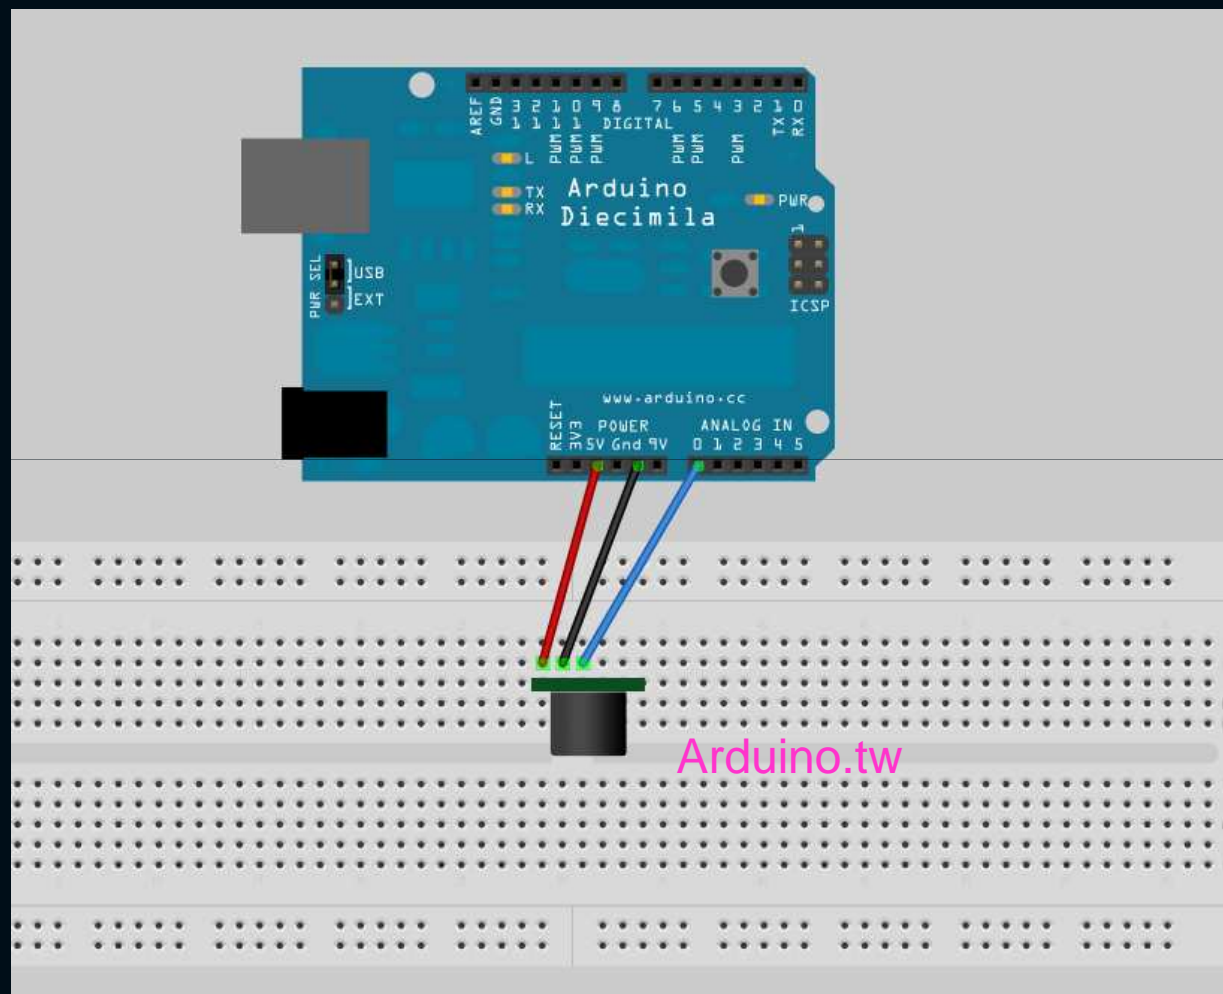 AREF GND 13 12 11 10 9 8 7 6 5 4 3 2 1 0
DIGITAL
PWM PWM PWM PWM PWM PWM TX RX
L
TX
RX
Arduino
Diecimila
PWR
1
PWR SEL
USB
EXT
ICSP
www.arduino.cc
RESET 3V3
POWER
ANALOG IN
5V Gnd 9V
0 1 2 3 4 5
Arduino.tw